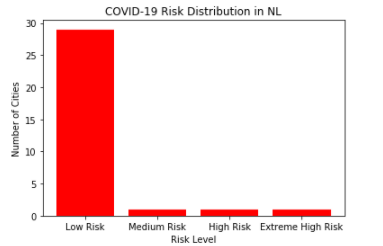 COVID-19 Risk Distribution in NL
30
25
20
15
10
5
0
Number of Cities
Low Risk Medium Risk High Risk Extreme High Risk
Risk Level